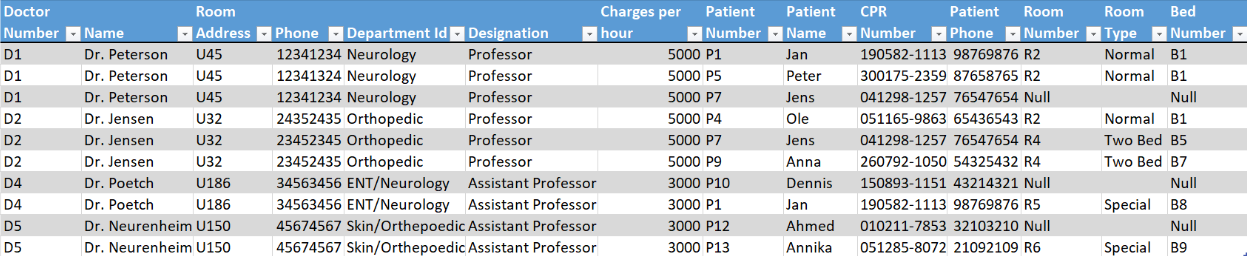 Doctor Room Charges per Patient Patient CPR Patient Room Room Bed
Number Name Address Phone Department Id Designation hour Number Name Number Phone Number Type Number
D1 Dr. Peterson U45 12341234 Neurology Professor 5000 P1 Jan 190582-1113 98769876 R2 Normal B1
D1 Dr. Peterson U45 12341324 Neurology Professor 5000 P5 Peter 300175-2359 87658765 R2 Normal B1
D1 Dr. Peterson U45 12341234 Neurology Professor 5000 P7 Jens 041298-1257 76547654 Null Null
D2 Dr. Jensen U32 24352435 Orthopedic Professor 5000 P4 Ole 051165-9863 65436543 R2 Normal B1
D2 Dr. Jensen U32 23452435 Orthopedic Professor 5000 P7 Jens 041298-1257 76547654 R4 Two Bed B5
D2 Dr. Jensen U32 23452435 Orthopedic Professor 5000 P9 Anna 260792-1050 54325432 R4 Two Bed B7
D4 Dr. Poetch U186 34563456 ENT/Neurology Assistant Professor 3000 P10 Dennis 150893-1151 43214321 Null Null
D4 Dr. Poetch U186 34563456 ENT/Neurology Assistant Professor 3000 P1 Jan 190582-1113 98769876 R5 Special B8
D5 Dr. Neurenheim U150 45674567 Skin/Orthepoedic Assistant Professor 3000 P12 Ahmed 010211-7853 32103210 Null Null
D5 Dr. Neurenheim U150 45674567 Skin/Orthepoedic Assistant Professor 3000 P13 Annika 051285-8072 21092109 R6 Special B9